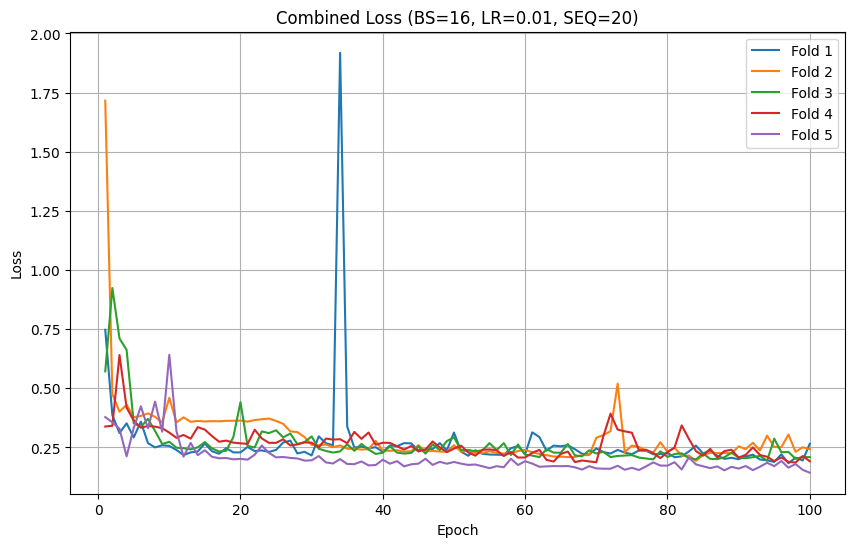 Combined Loss (BS=16, LR=0.01, SEQ=20)
Loss
2.00
1.75
1.50
1.25
1.00
0.75
0.50
0.25
Fold 1
Fold 2
Fold 3
Fold 4
Fold 5
0
20
40
60
80
100
Epoch